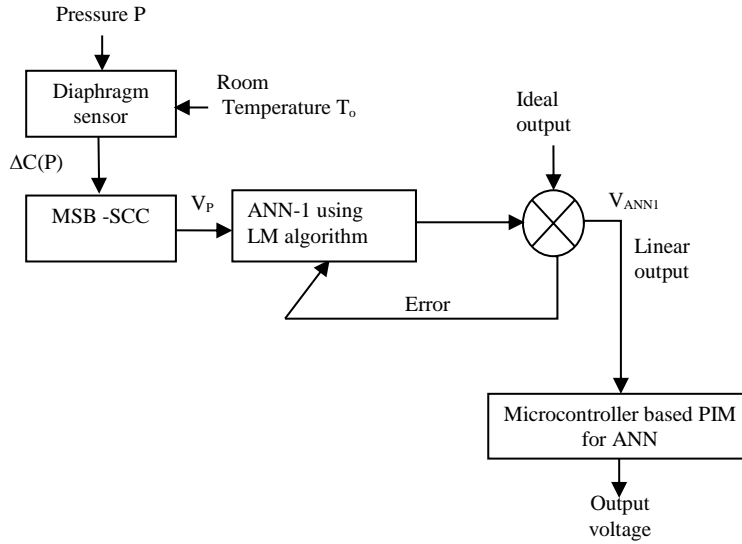 Pressure P
Diaphragm
sensor
Room
Temperature To
ΔC(P)
MSB -SCC
VP
ANN-1 using
LM algorithm
Ideal
output
VANN1
Linear
output
Error
Microcontroller based PIM
for ANN
Output
voltage